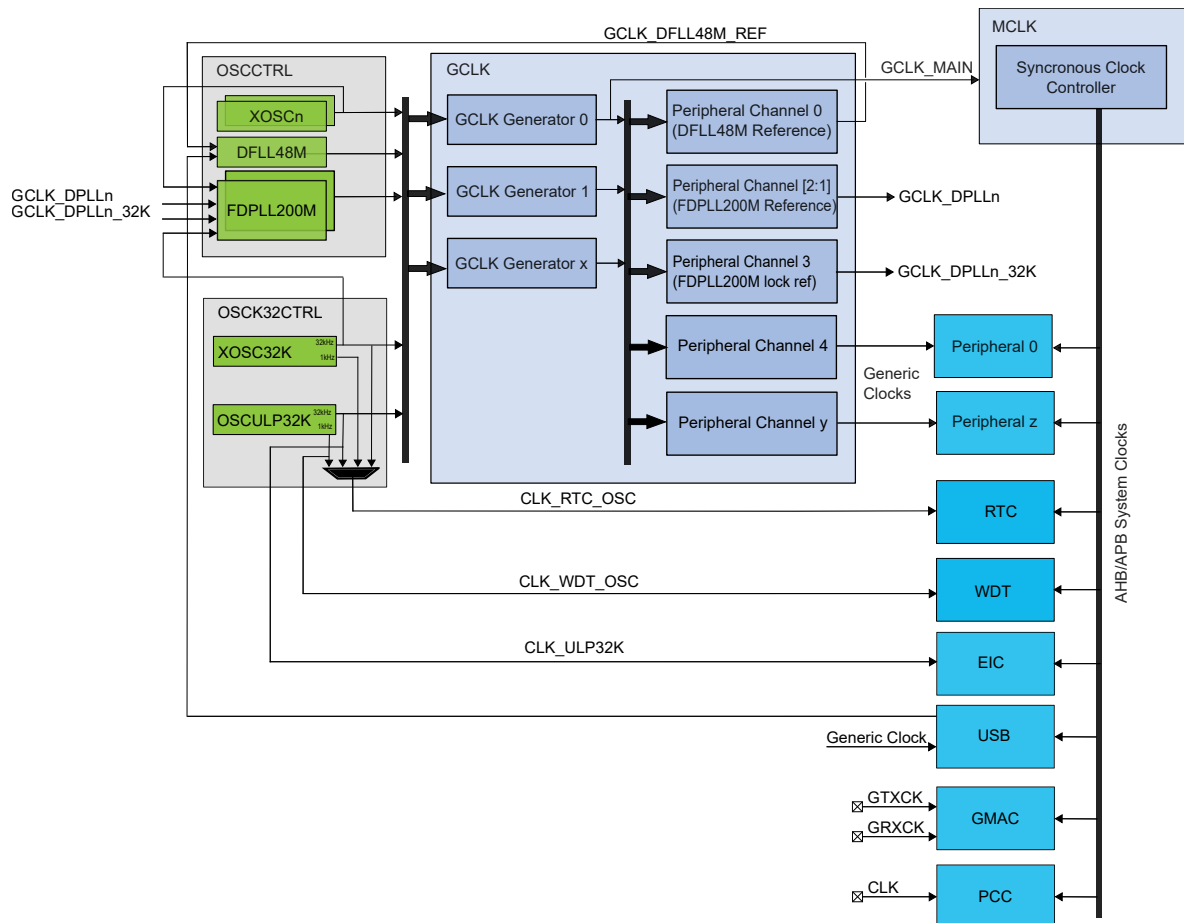 GCLK_DFLL48M_REF
MCLK
OSCCTRL
GCLK
GCLK_MAIN
Syncronous Clock
Controller
XOSCn
GCLK Generator 0
Peripheral Channel 0
(DFLL48M Reference)
DFLL48M
GCLK_DPLLn
GCLK_DPLLn_32K
FDPLL200M
GCLK Generator 1
Peripheral Channel [2:1]
(FDPLL200M Reference)
GCLK_DPLLn
GCLK Generator x
Peripheral Channel 3
(FDPLL200M lock ref)
GCLK_DPLLn_32K
OSCK32CTRL
XOSC32K
32kHz
1kHz
Peripheral Channel 4
Generic
Clocks
Peripheral 0
OSCULP32K
32kHz
1kHz
Peripheral Channel y
Peripheral z
AHB/APB System Clocks
CLK_RTC_OSC
RTC
CLK_WDT_OSC
WDT
CLK_ULP32K
EIC
Generic Clock
USB
GTXCK
GRXCK
GMAC
CLK
PCC